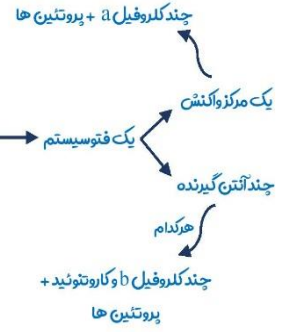 چند کلروفیل a + پروتئین ها
یک مرکز واکنش
یک فتوسیستم
چند آنتن گیرنده
هرکدام
چند کلروفیل b و کاروتنوئید +
پروتئین ها